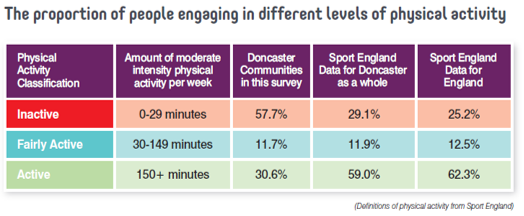 The proportion of people engaging in different levels of physical activity
Physical Activity Classification
Amount of moderate intensity physical activity per week
Doncaster Communities in this survey
Sport England Data for Doncaster as a whole
Sport England Data for England
Inactive 0-29 minutes 57.7% 29.1% 25.2%
Fairly Active 30-149 minutes 11.7% 11.9% 12.5%
Active 150+ minutes 30.6% 59.0% 62.3%
(Definitions of physical activity from Sport England)